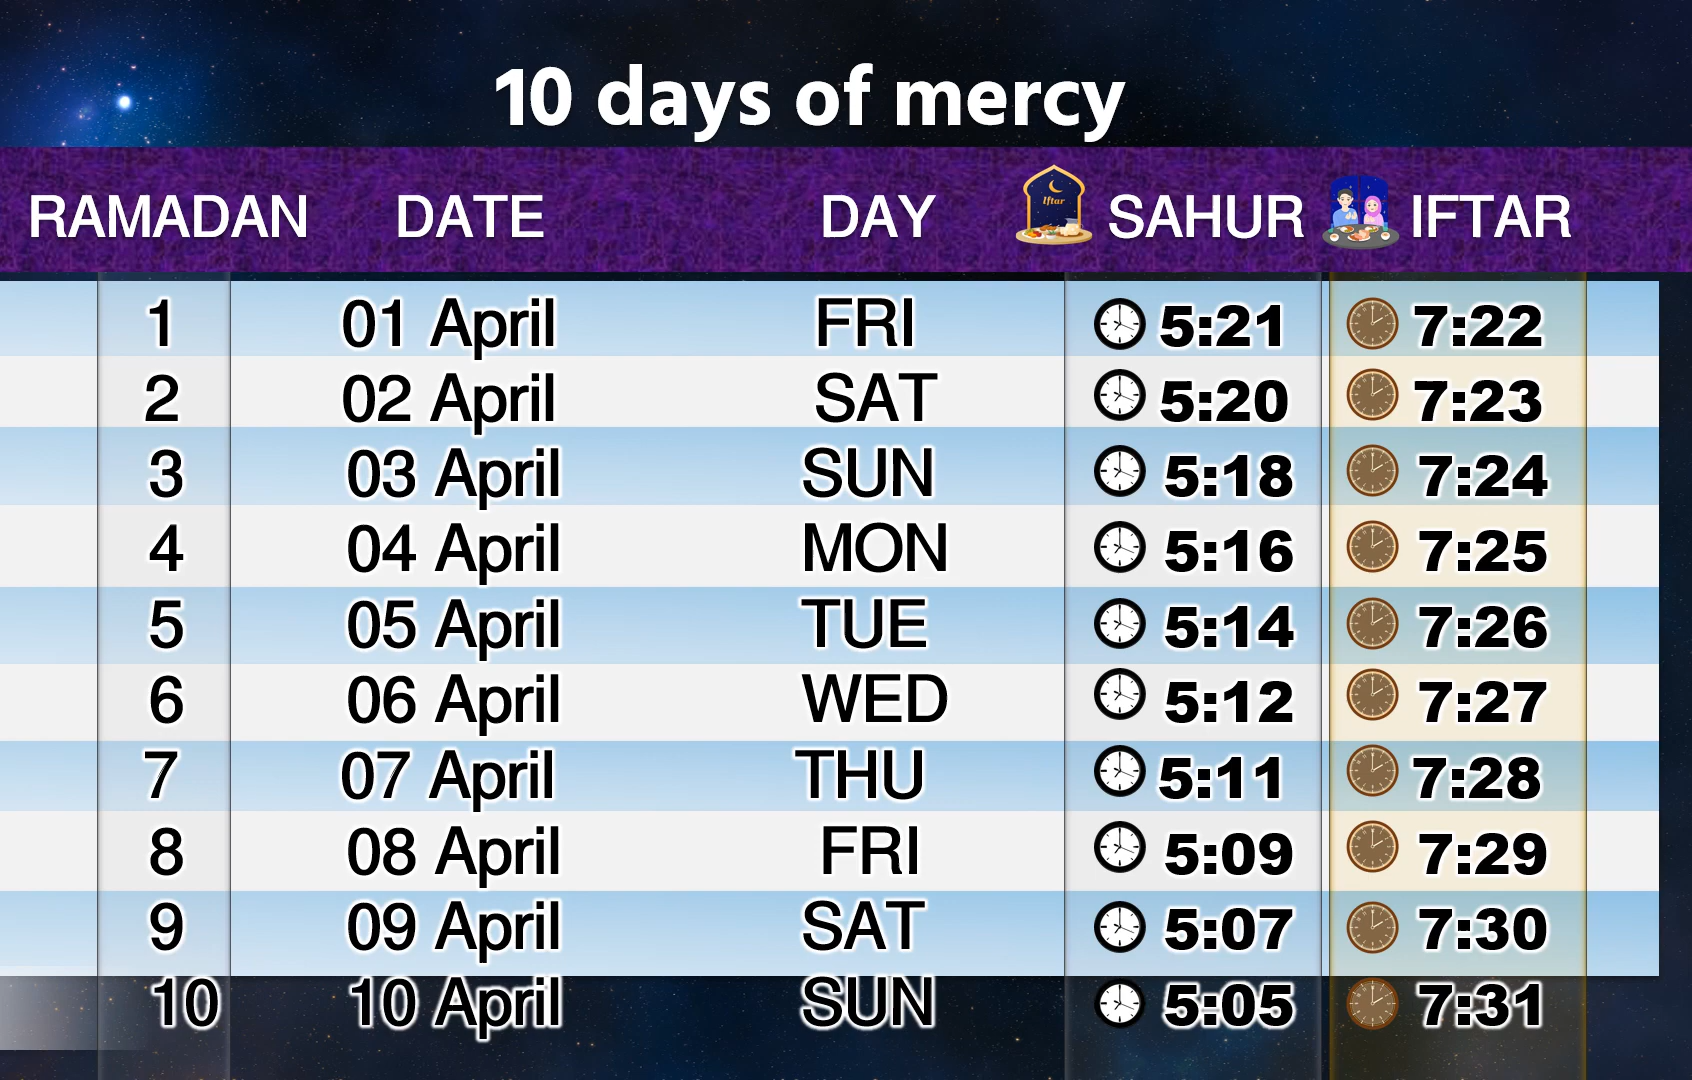 10 days of mercy
RAMADAN DATE DAY Iftar SAHUR IFTAR
1 01 April FRI 5:21 7:22
2 02 April SAT 5:20 7:23
3 03 April SUN 5:18 7:24
4 04 April MON 5:16 7:25
5 05 April TUE 5:14 7:26
6 06 April WED 5:12 7:27
7 07 April THU 5:11 7:28
8 08 April FRI 5:09 7:29
9 09 April SAT 5:07 7:30
10 10 April SUN 5:05 7:31